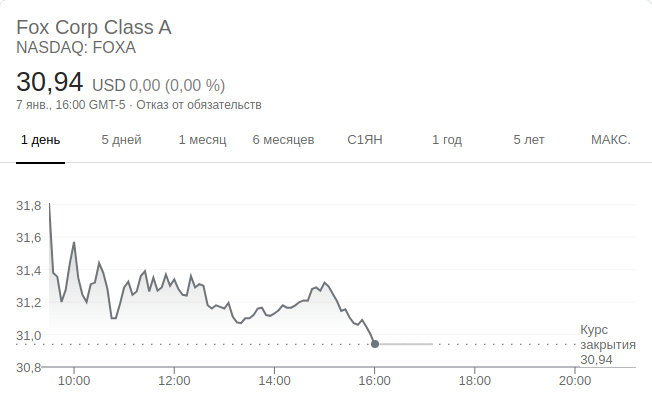 Fox Corp Class A
NASDAQ: FOXA
30,94 USD 0,00 (0,00 %)
7 янв., 16:00 GMT-5 · Отказ от обязательств
1 день 5 дней 1 месяц 6 месяцев С1ЯН 1 год 5 лет МАКС.
31,8
31,6
31,4
31,2
31,0
30,8
Курс
закрытия
30,94
10:00 12:00 14:00 16:00 18:00 20:00